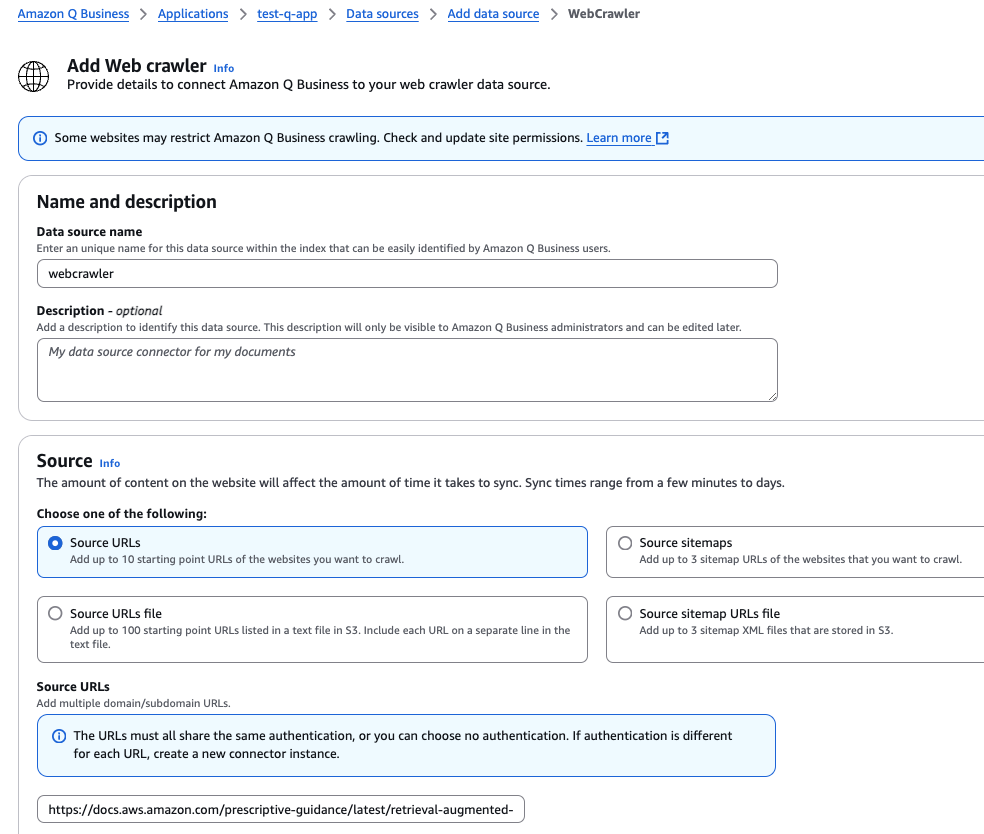 Amazon Q Business > Applications > test-q-app > Data sources > Add data source > WebCrawler
Add Web crawler Info
Provide details to connect Amazon Q Business to your web crawler data source.
Some websites may restrict Amazon Q Business crawling. Check and update site permissions. Learn more
Name and description
Data source name
Enter an unique name for this data source within the index that can be easily identified by Amazon Q Business users.
webcrawler
Description - optional
Add a description to identify this data source. This description will only be visible to Amazon Q Business administrators and can be edited later.
My data source connector for my documents
Source Info
The amount of content on the website will affect the amount of time it takes to sync. Sync times range from a few minutes to days.
Choose one of the following:
Source URLs
Add up to 10 starting point URLs of the websites you want to crawl.
Source sitemaps
Add up to 3 sitemap URLs of the websites that you want to crawl.
Source URLs file
Add up to 100 starting point URLs listed in a text file in S3. Include each URL on a separate line in the
text file.
Source sitemap URLs file
Add up to 3 sitemap XML files that are stored in S3.
Source URLs
Add multiple domain/subdomain URLs.
The URLs must all share the same authentication, or you can choose no authentication. If authentication is different
for each URL, create a new connector instance.
https://docs.aws.amazon.com/prescriptive-guidance/latest/retrieval-augmented-